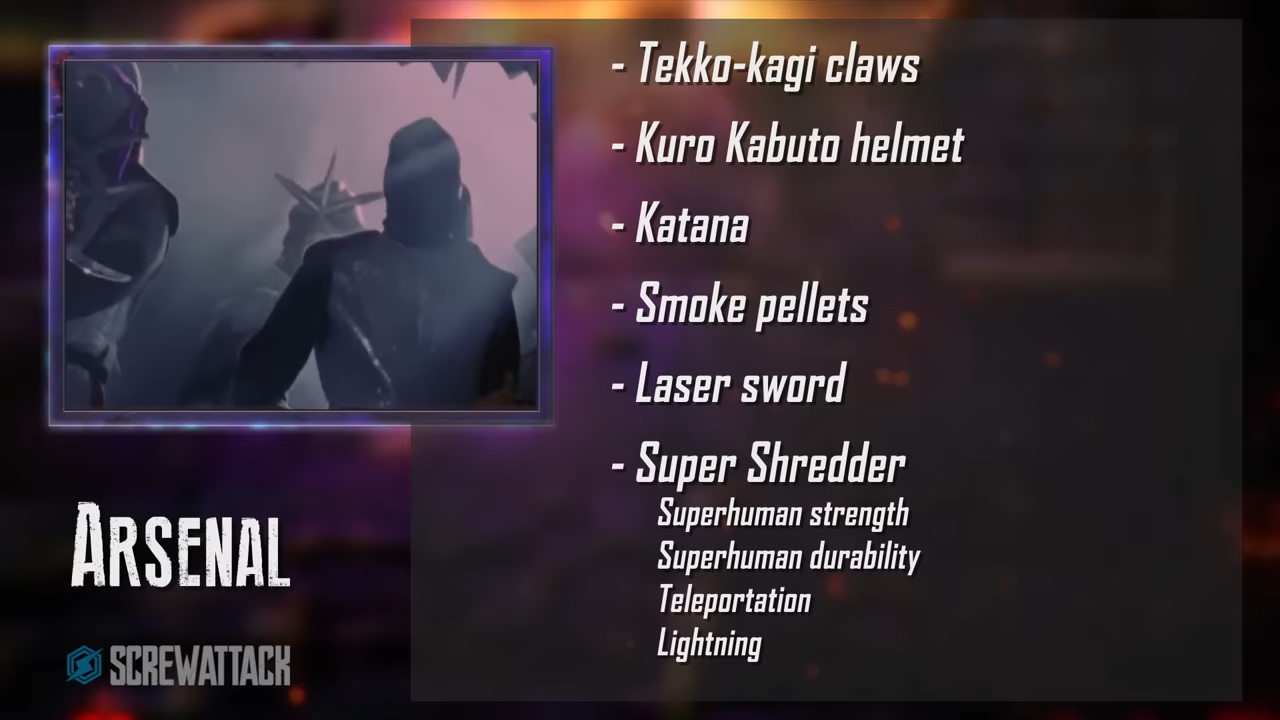 - Tekko-kagi claws
- Kuro Kabuto helmet
- Katana
- Smoke pellets
- Laser sword
- Super Shredder
Superhuman strength
Superhuman durability
Teleportation
Lightning
Arsenal
SCREWATTACK